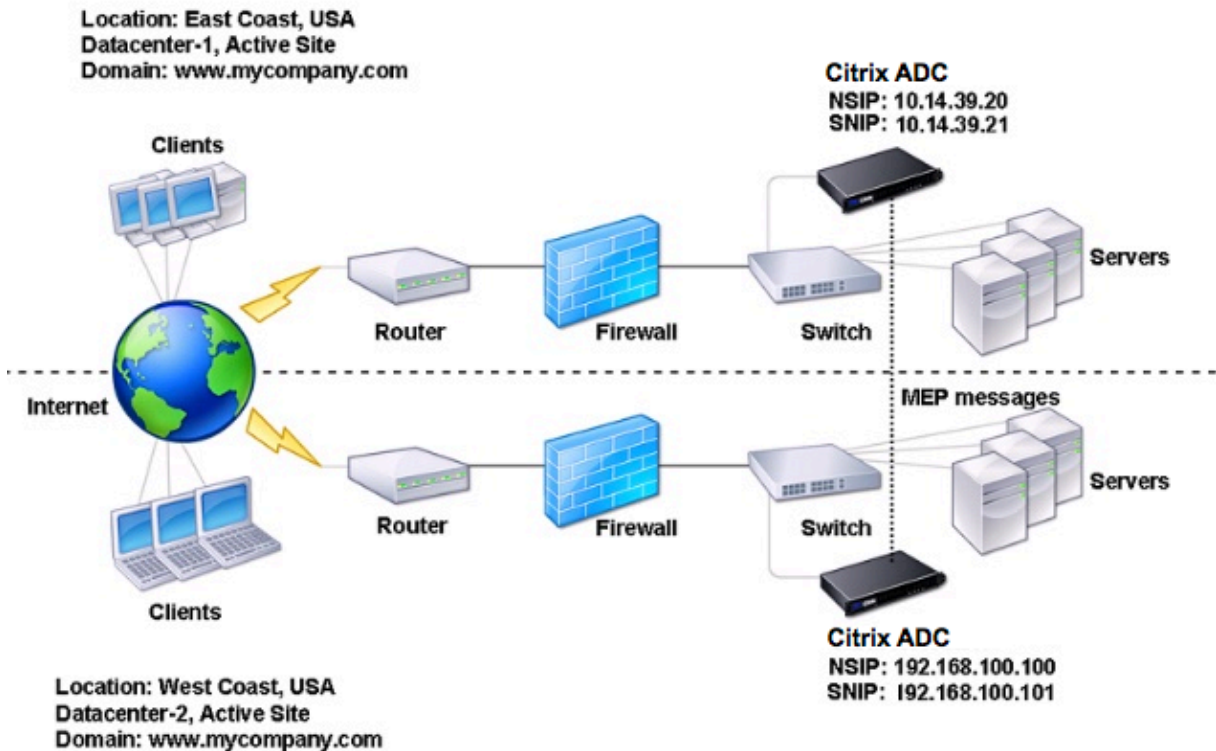 Location: East Coast, USA
Datacenter-1, Active Site
Domain: www.mycompany.com
Citrix ADC
NSIP: 10.14.39.20
SNIP: 10.14.39.21
Clients
Servers
Router
Firewall
Switch
Internet
MEP messages
Servers
Router
Firewall
Switch
Clients
Citrix ADC
NSIP: 192.168.100.100
SNIP: 192.168.100.101
Location: West Coast, USA
Datacenter-2, Active Site
Domain: www.mycompany.com